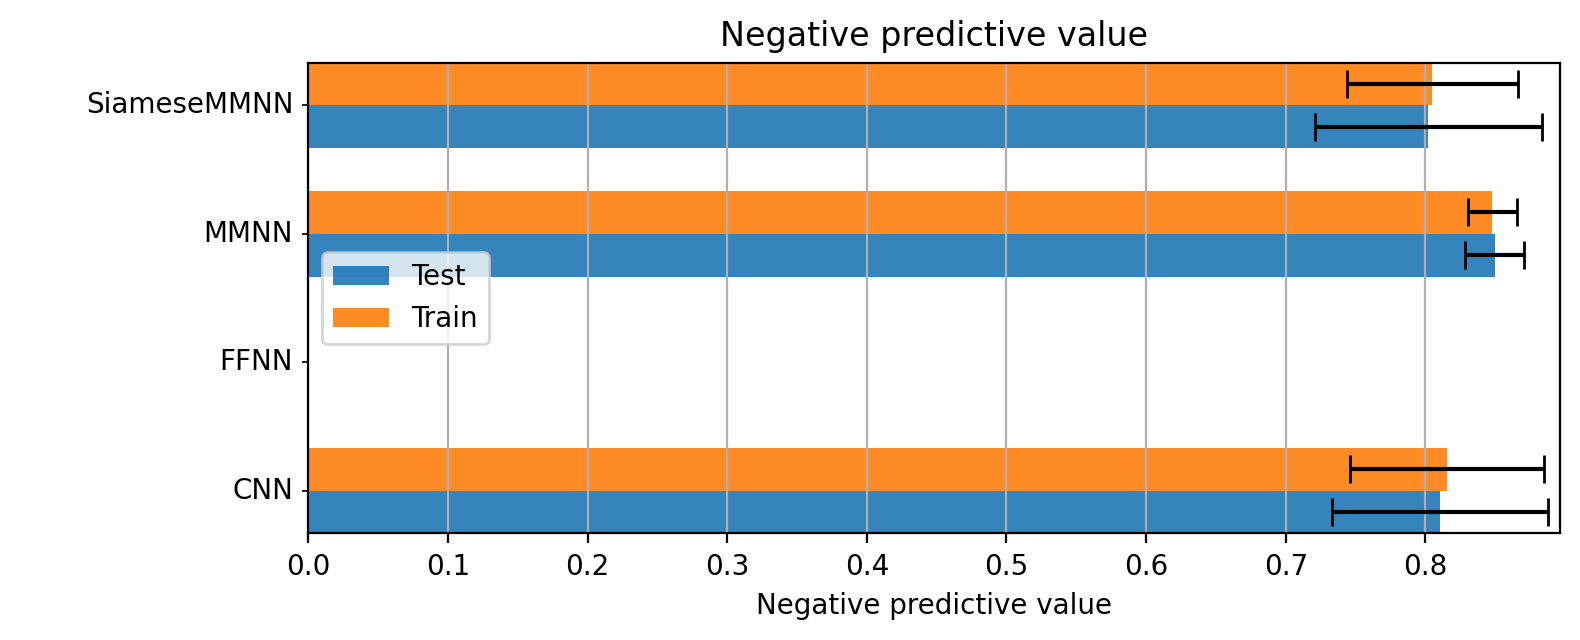 Negative predictive value
SiameseMMNN
MMNN
FFNN
CNN
Test
Train
0.0 0.1 0.2 0.3 0.4 0.5 0.6 0.7 0.8
Negative predictive value